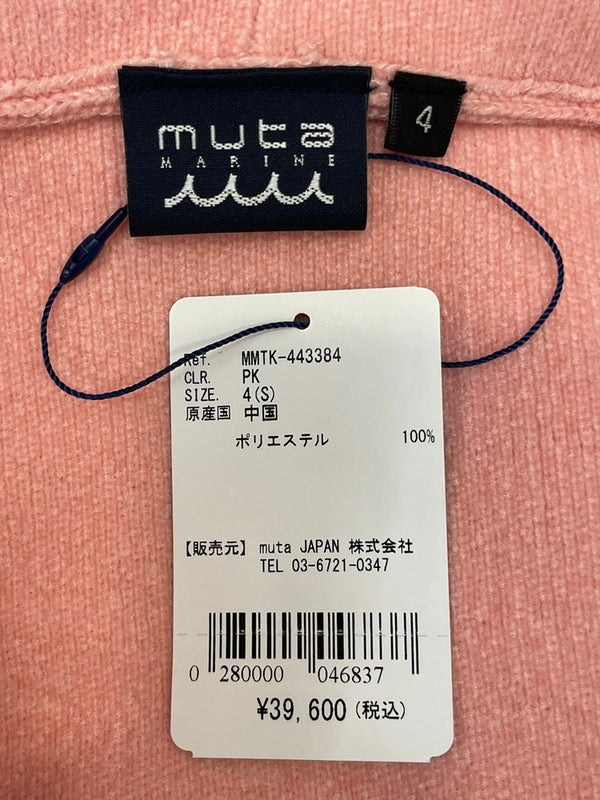 muta
MARINE
4
Ref. MMTK-443384
CLR. PK
SIZE. 4(S)
原産国 中国
ポリエステル 100%
【販売元】 muta JAPAN 株式会社
TEL 03-6721-0347
0 280000 046837
¥39,600(税込)